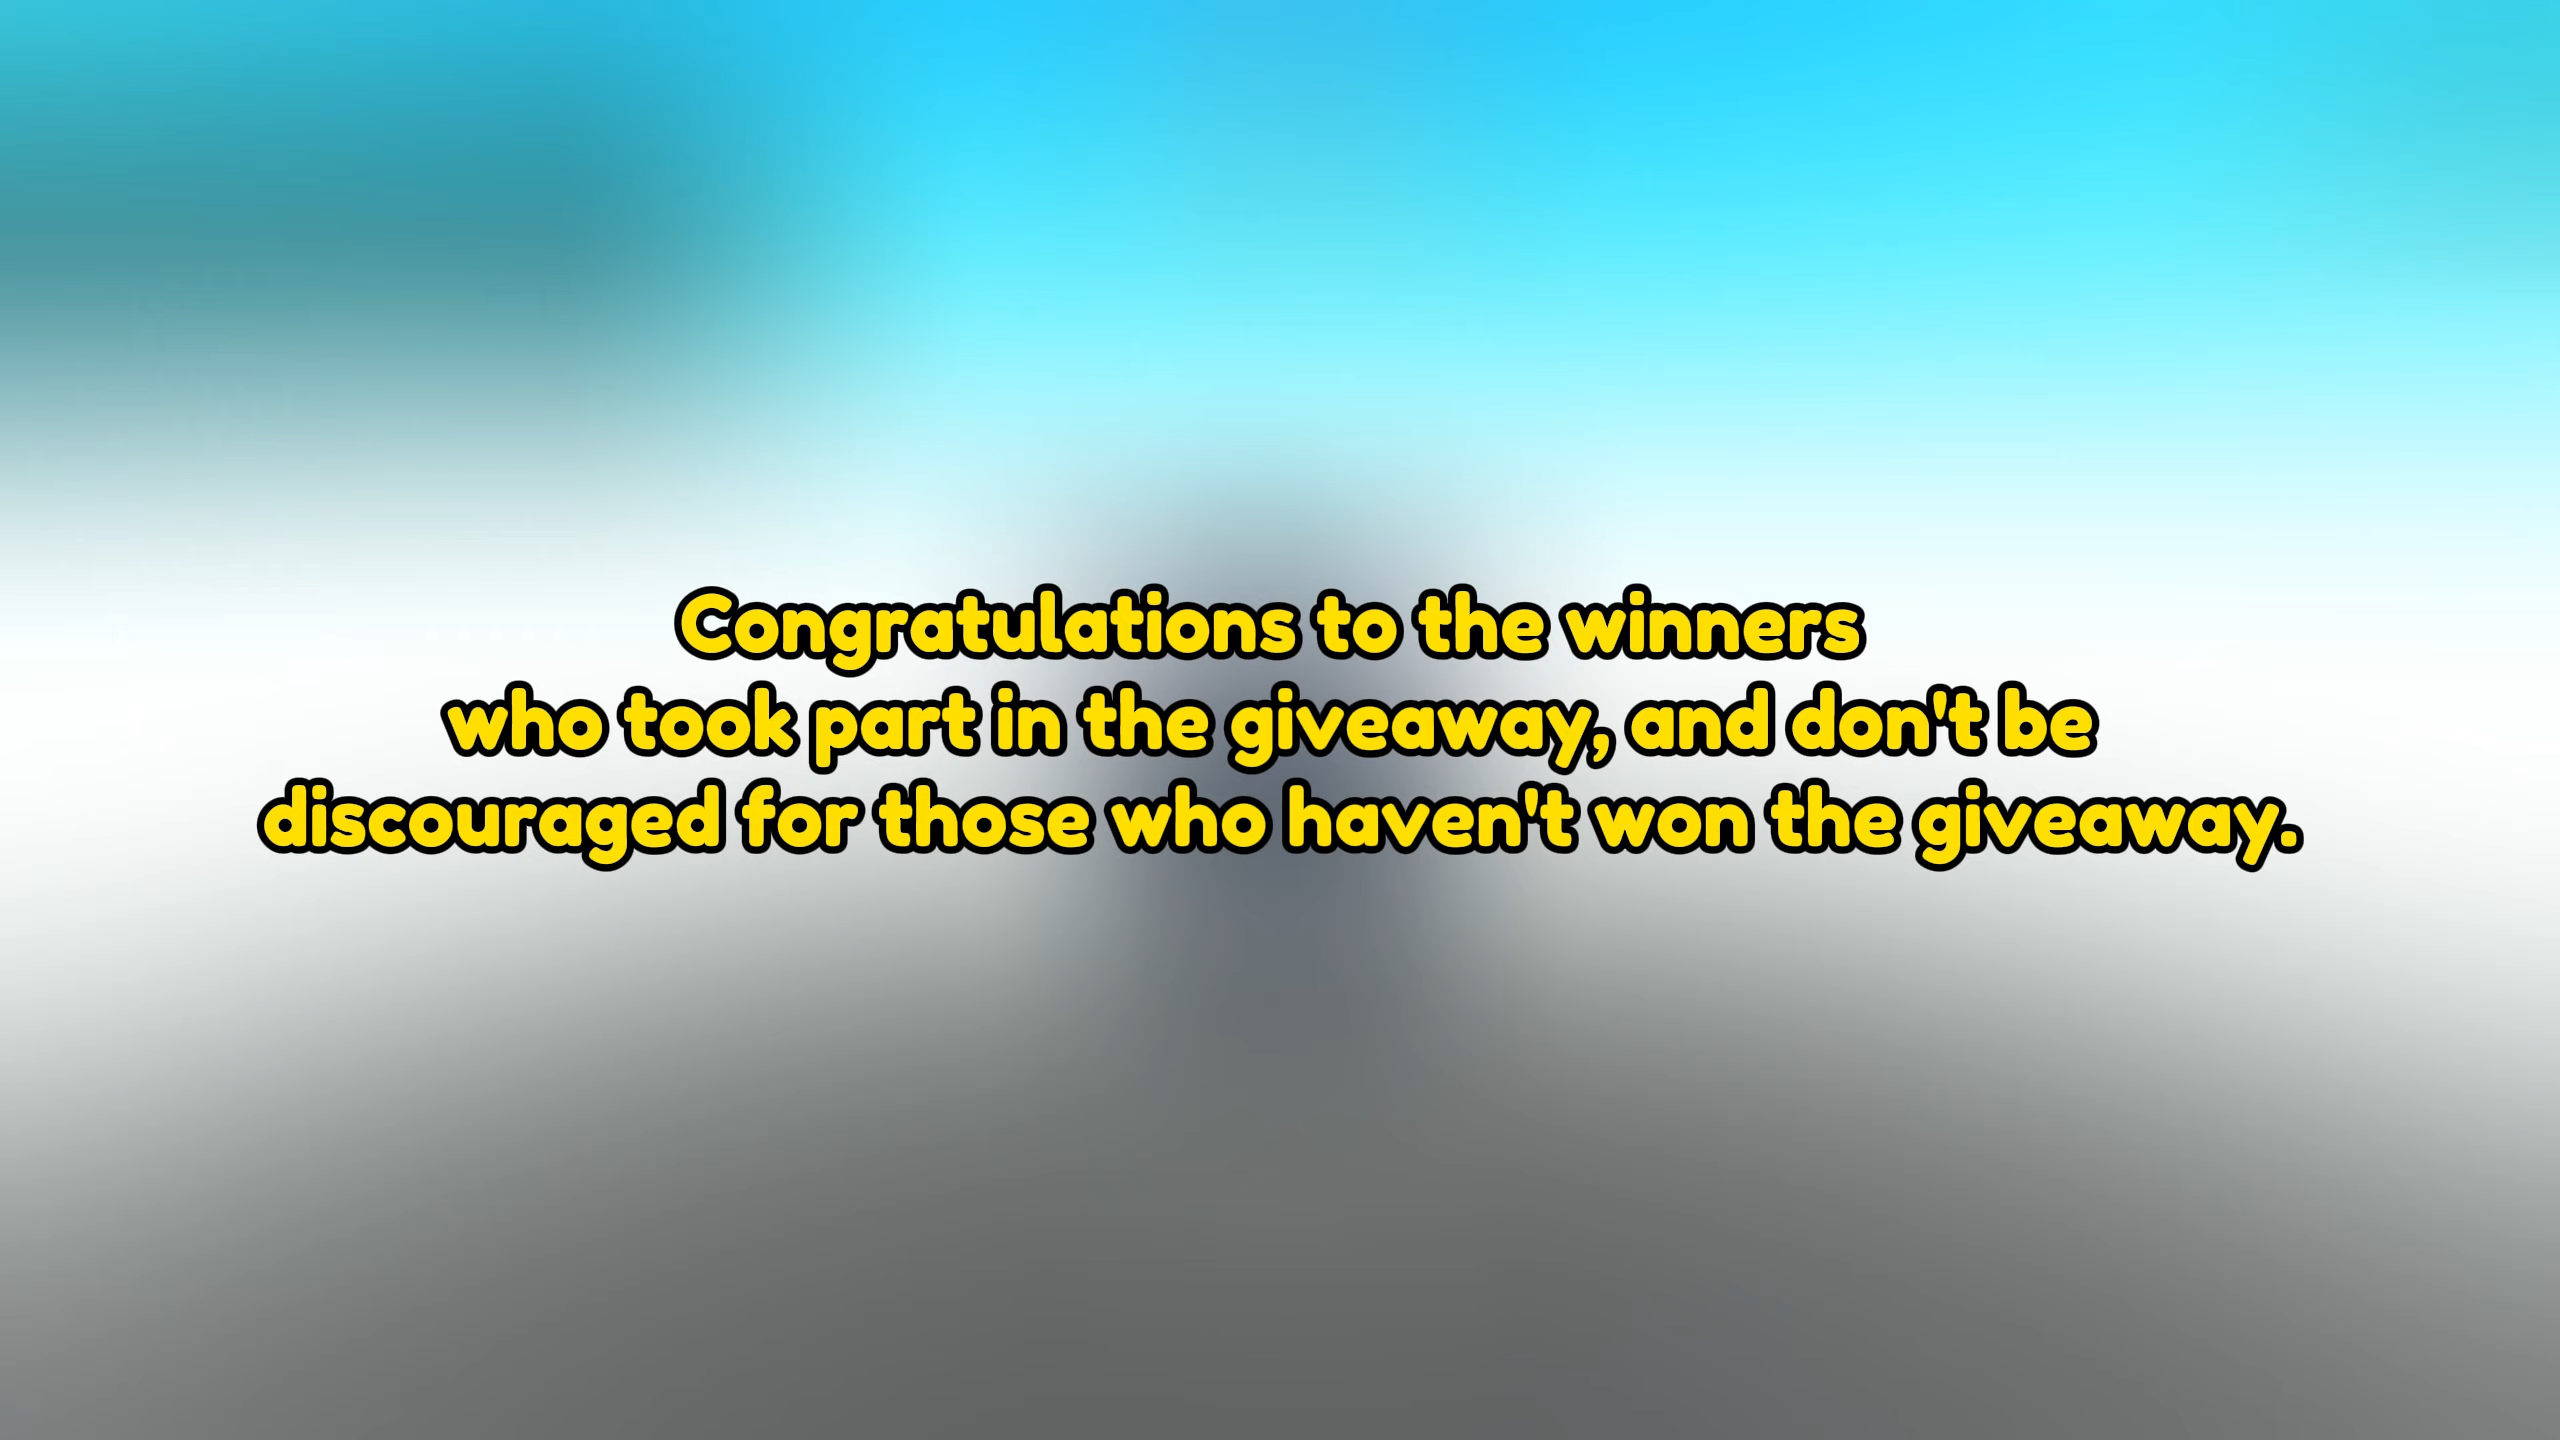 Congratulations to the winners
who took part in the giveaway, and don't be
discouraged for those who haven't won the giveaway.